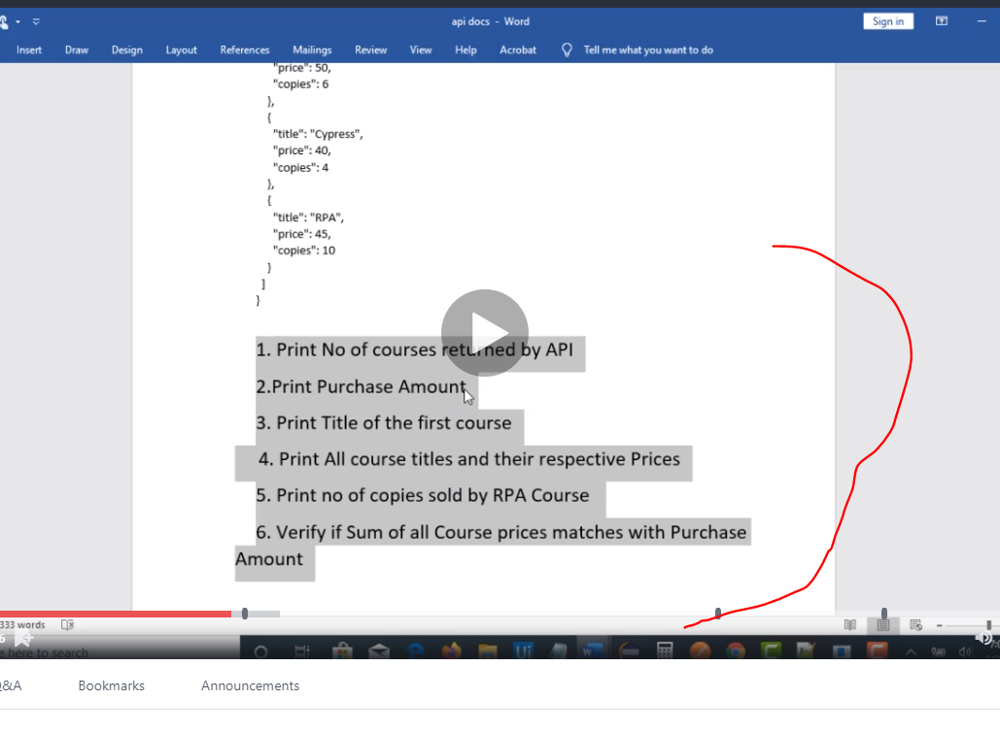 api docs - Word
Sign in
Insert Draw Design Layout References Mailings Review View Help Acrobat Tell me what you want to do
"price": 50,
"copies": 6
},
{
"title": "Cypress",
"price": 40,
"copies": 4
},
{
"title": "RPA",
"price": 45,
"copies": 10
}
]
}
1. Print No of courses returned by API
2.Print Purchase Amount
3. Print Title of the first course
4. Print All course titles and their respective Prices
5. Print no of copies sold by RPA Course
6. Verify if Sum of all Course prices matches with Purchase
Amount
333 words
here to search
Q&A Bookmarks Announcements